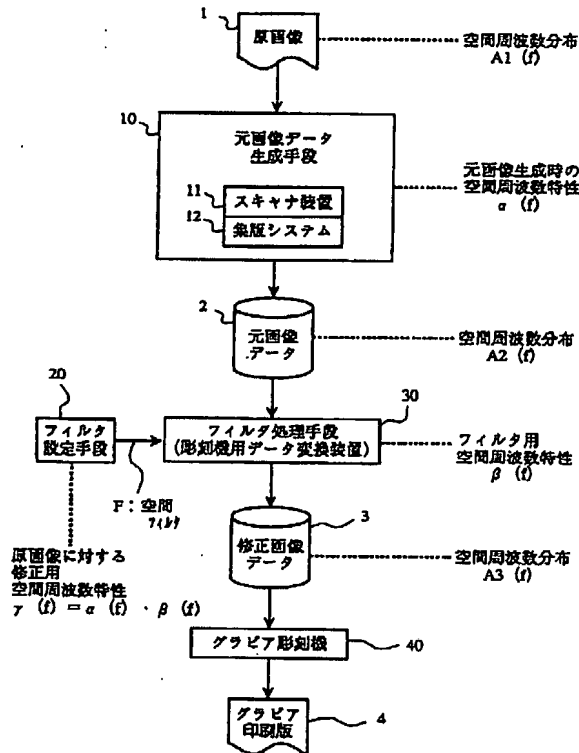 1
原画像
空間周波数分布
A1 (f)
10
元画像データ
生成手段
11
スキャナ装置
12
集版システム
元画像生成時の
空間周波数特性
α (f)
2
元画像
データ
空間周波数分布
A2 (f)
20
フィルタ
設定手段
F:空間
フィルタ
30
フィルタ処理手段
(彫刻機用データ変換装置)
フィルタ用
空間周波数特性
β (f)
3
修正画像
データ
空間周波数分布
A3 (f)
原画像に対する
修正用
空間周波数特性
γ (f) = α (f) · β (f)
グラビア彫刻機
40
グラビア
印刷版
4